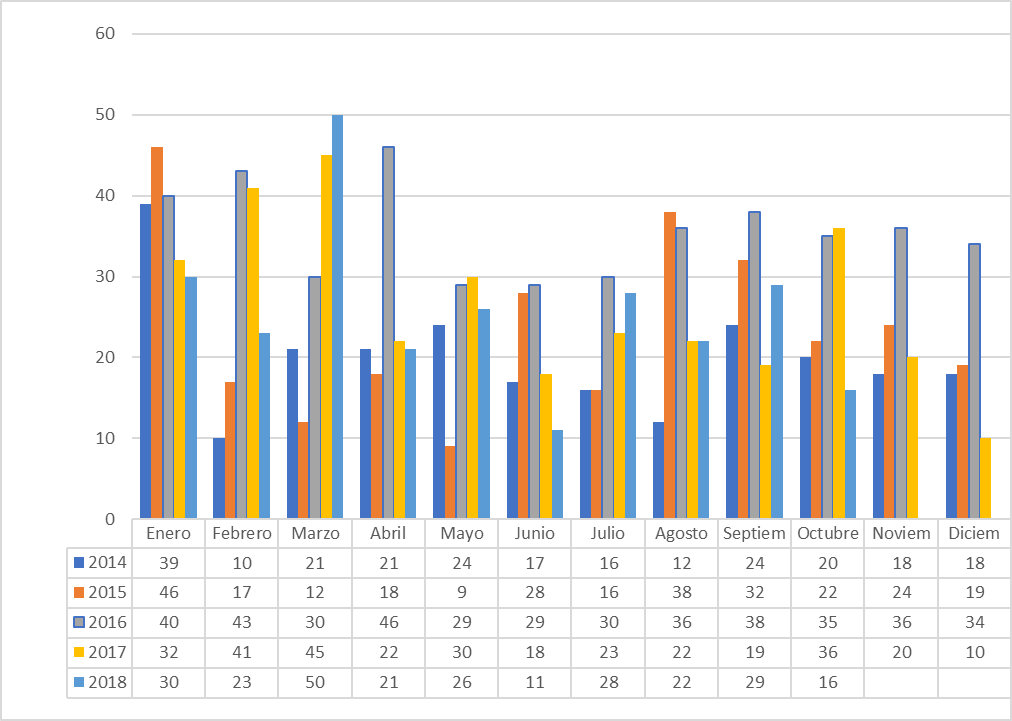 60
50
40
30
20
10
0
Enero Febrero Marzo Abril Mayo Junio Julio Agosto Septiem Octubre Noviem Diciem
2014 39 10 21 21 24 17 16 12 24 20 18 18
2015 46 17 12 18 9 28 16 38 32 22 24 19
2016 40 43 30 46 29 29 30 36 38 35 36 34
2017 32 41 45 22 30 18 23 22 19 36 20 10
2018 30 23 50 21 26 11 28 22 29 16